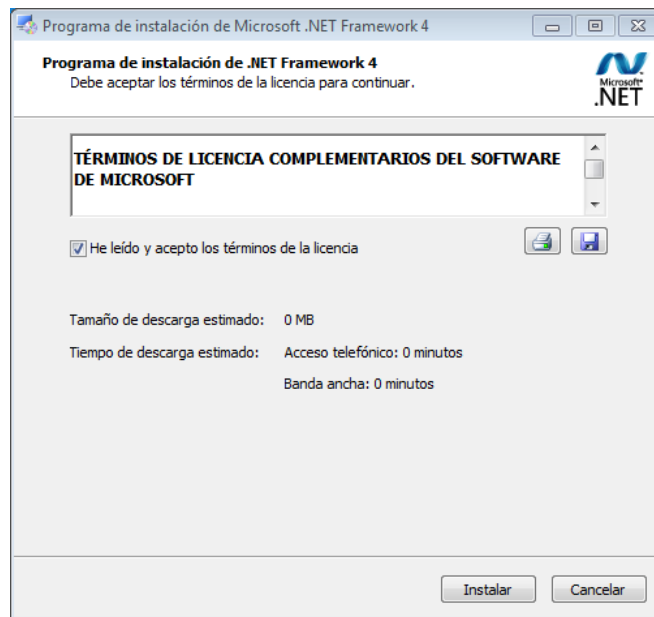 Programa de instalación de Microsoft .NET Framework 4
Programa de instalación de .NET Framework 4
Debe aceptar los términos de la licencia para continuar.
Microsoft
.NET
TÉRMINOS DE LICENCIA COMPLEMENTARIOS DEL SOFTWARE
DE MICROSOFT
He leído y acepto los términos de la licencia
Tamaño de descarga estimado: 0 MB
Tiempo de descarga estimado: Acceso telefónico: 0 minutos
Banda ancha: 0 minutos
Instalar Cancelar